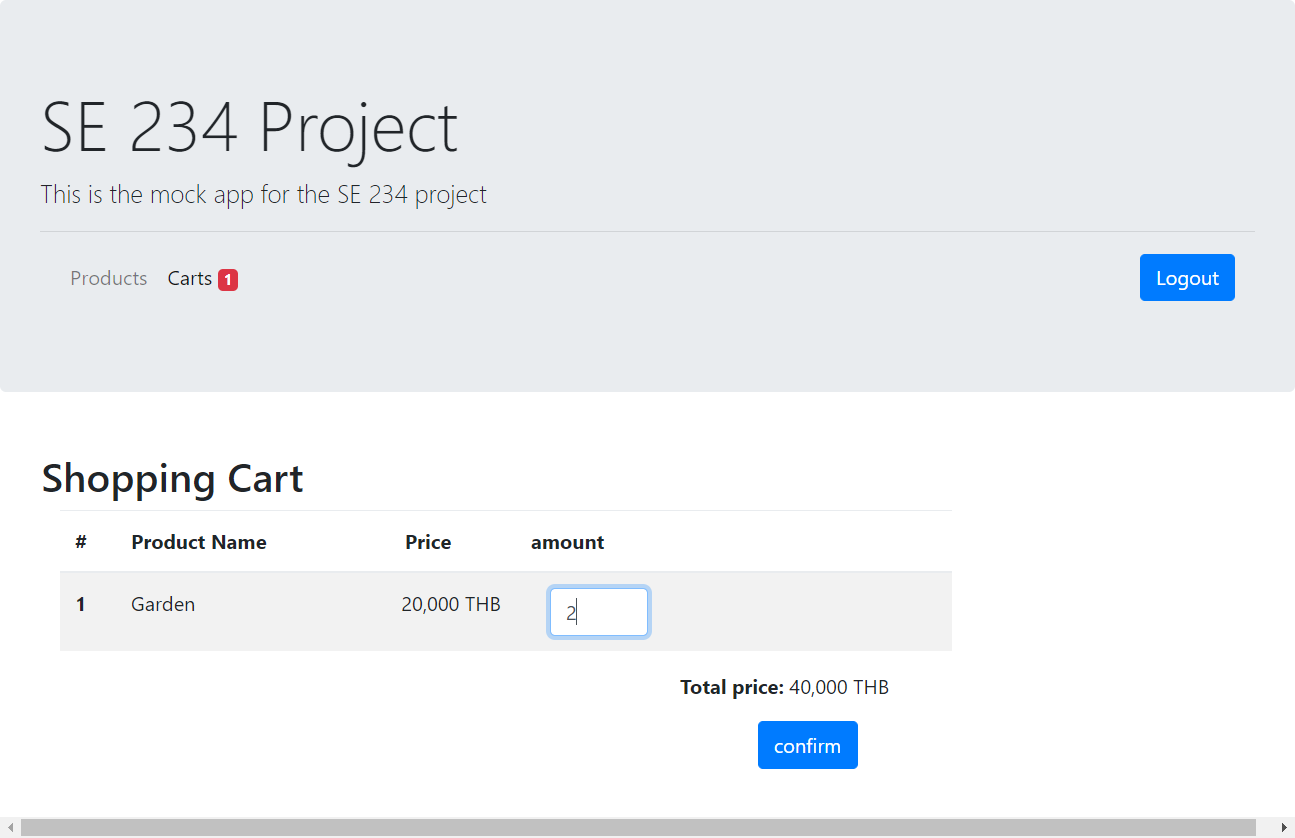 SE 234 Project
This is the mock app for the SE 234 project
Products Carts 1 Logout
Shopping Cart
# Product Name Price amount
1 Garden 20,000 THB 2
Total price: 40,000 THB
confirm